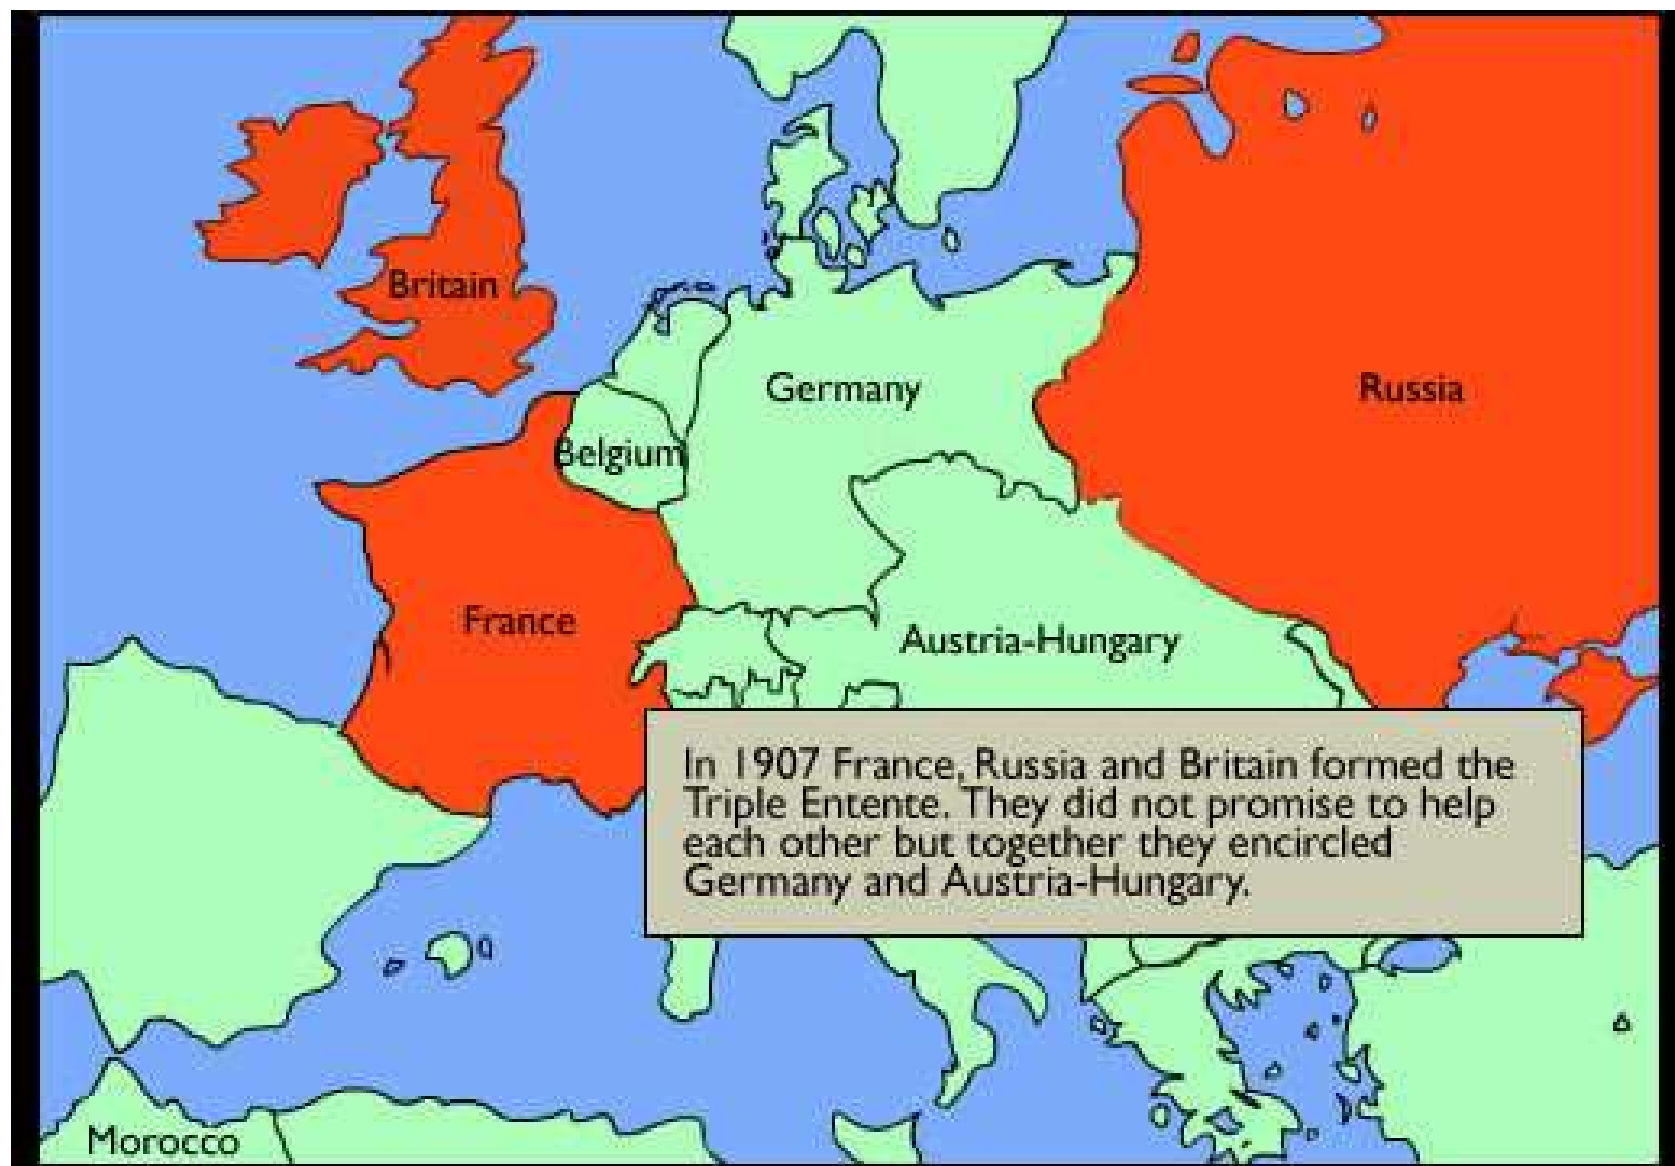 Britain
Germany
Russia
Belgium
France
Austria-Hungary
In 1907 France, Russia and Britain formed the
Triple Entente. They did not promise to help
each other but together they encircled
Germany and Austria-Hungary.
Morocco